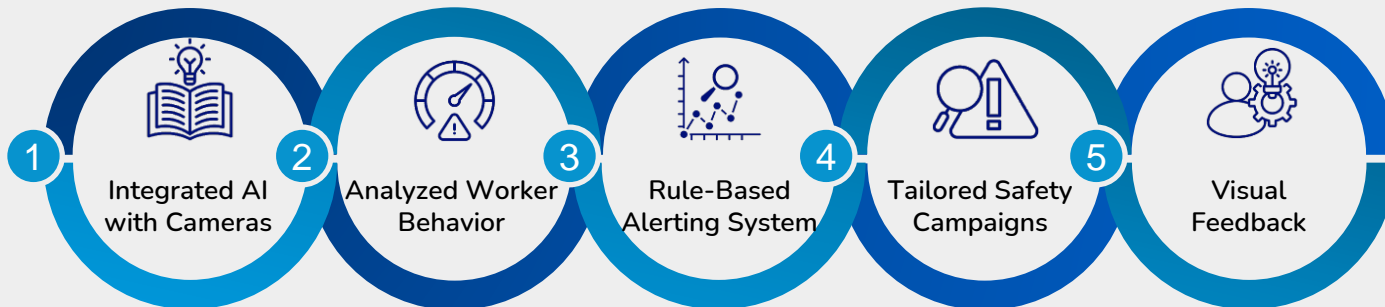 1
Integrated AI
with Cameras
2
Analyzed Worker
Behavior
3
Rule-Based
Alerting System
4
Tailored Safety
Campaigns
5
Visual
Feedback